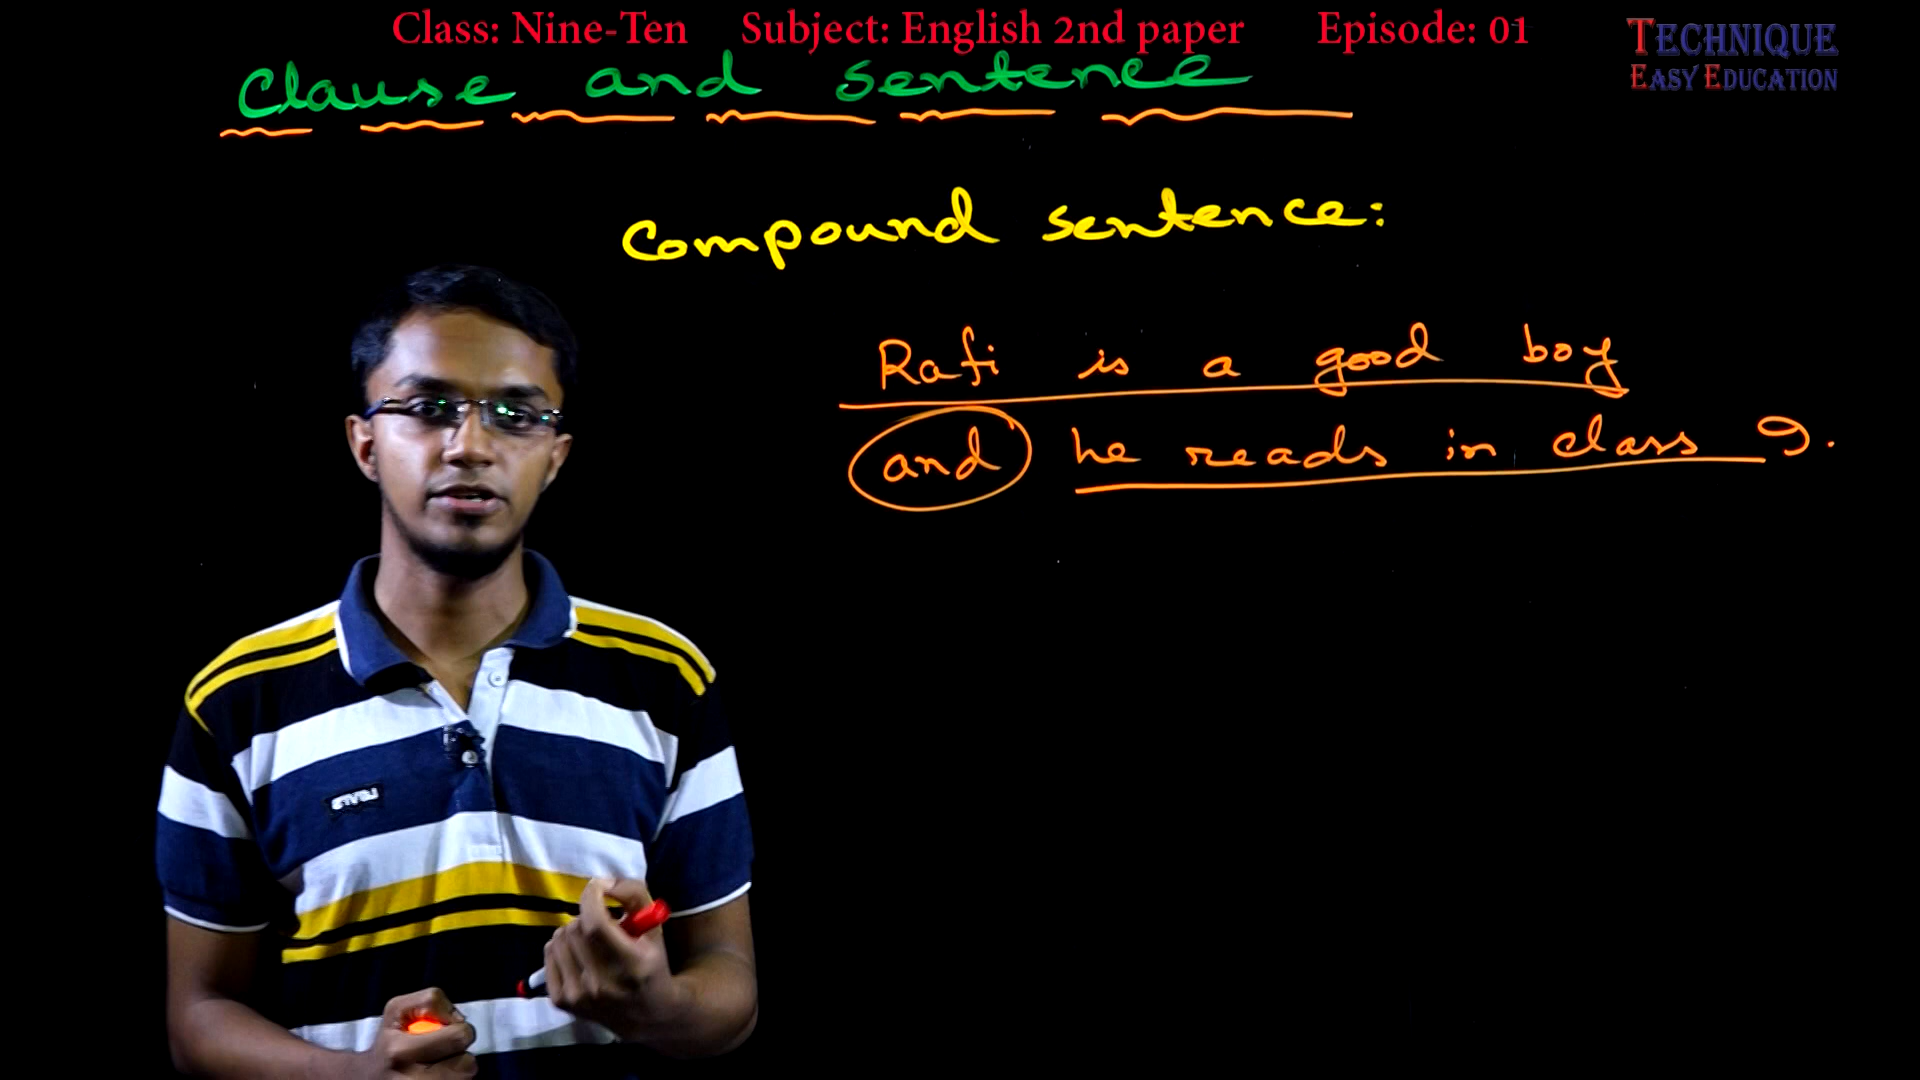 Class: Nine-Ten Subject: English 2nd paper Episode: 01
TECHNIQUE
EASY EDUCATION
Clause and sentence
Compound sentence:
Rafi is a good boy
and he reads in class 9.